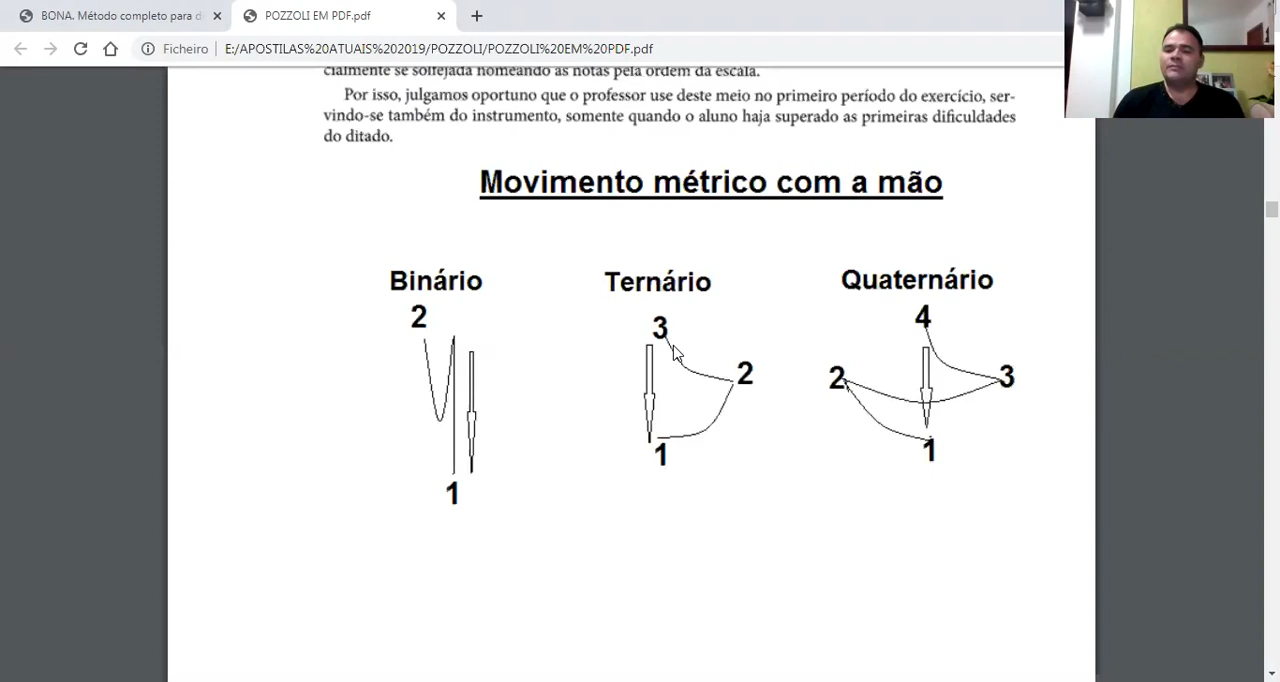 BONA. Método completo para d
POZZOLI EM PDF.pdf
Ficheiro
E:/APOSTILAS%20ATUAIS%202019/POZZOLI/POZZOLI%20EM%20PDF.pdf
cialmente se solfejada nomeando as notas pela ordem da escala.
Por isso, julgamos oportuno que o professor use deste meio no primeiro período do exercício, ser-
vindo-se também do instrumento, somente quando o aluno haja superado as primeiras dificuldades
do ditado.
Movimento métrico com a mão
Binário
2
1
Ternário
3
2
1
Quaternário
4
2
3
1